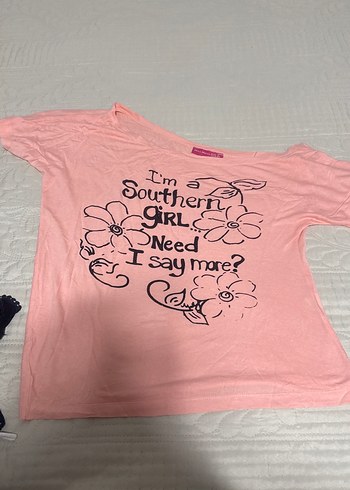 I'm a
Southern
girl...
Need
I say more?